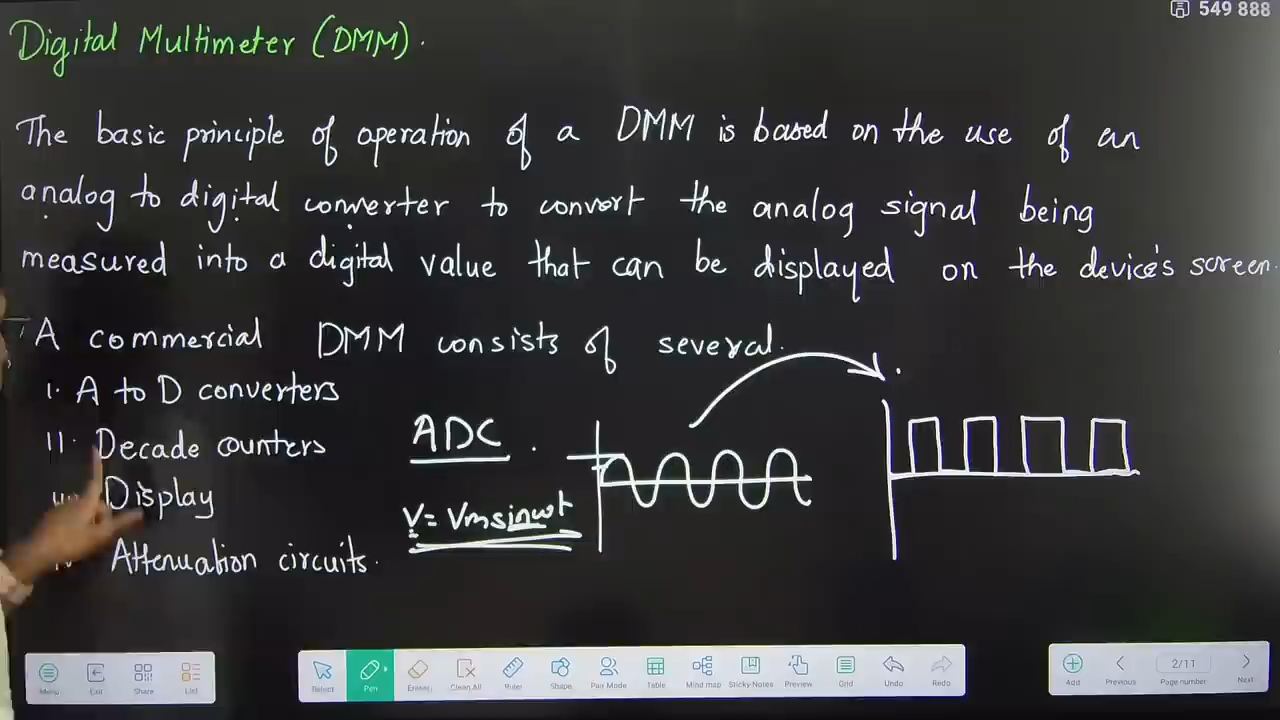 549 888
Digital Multimeter (DMM).
The basic principle of operation of a DMM is based on the use of an
analog to digital converter to convert the analog signal being
measured into a digital value that can be displayed on the device's screen.
A commercial DMM consists of several.
I. A to D converters
II. Decade counters
Display
Attenuation circuits.
ADC
V = Vm sin wt
Menu Exit Share List
Select Pen Eraser Clean All Ruler Shape Pan Mode Table Mind map Sticky Notes Preview Grid Undo Redo
Add Previous 2/11 Page number Next